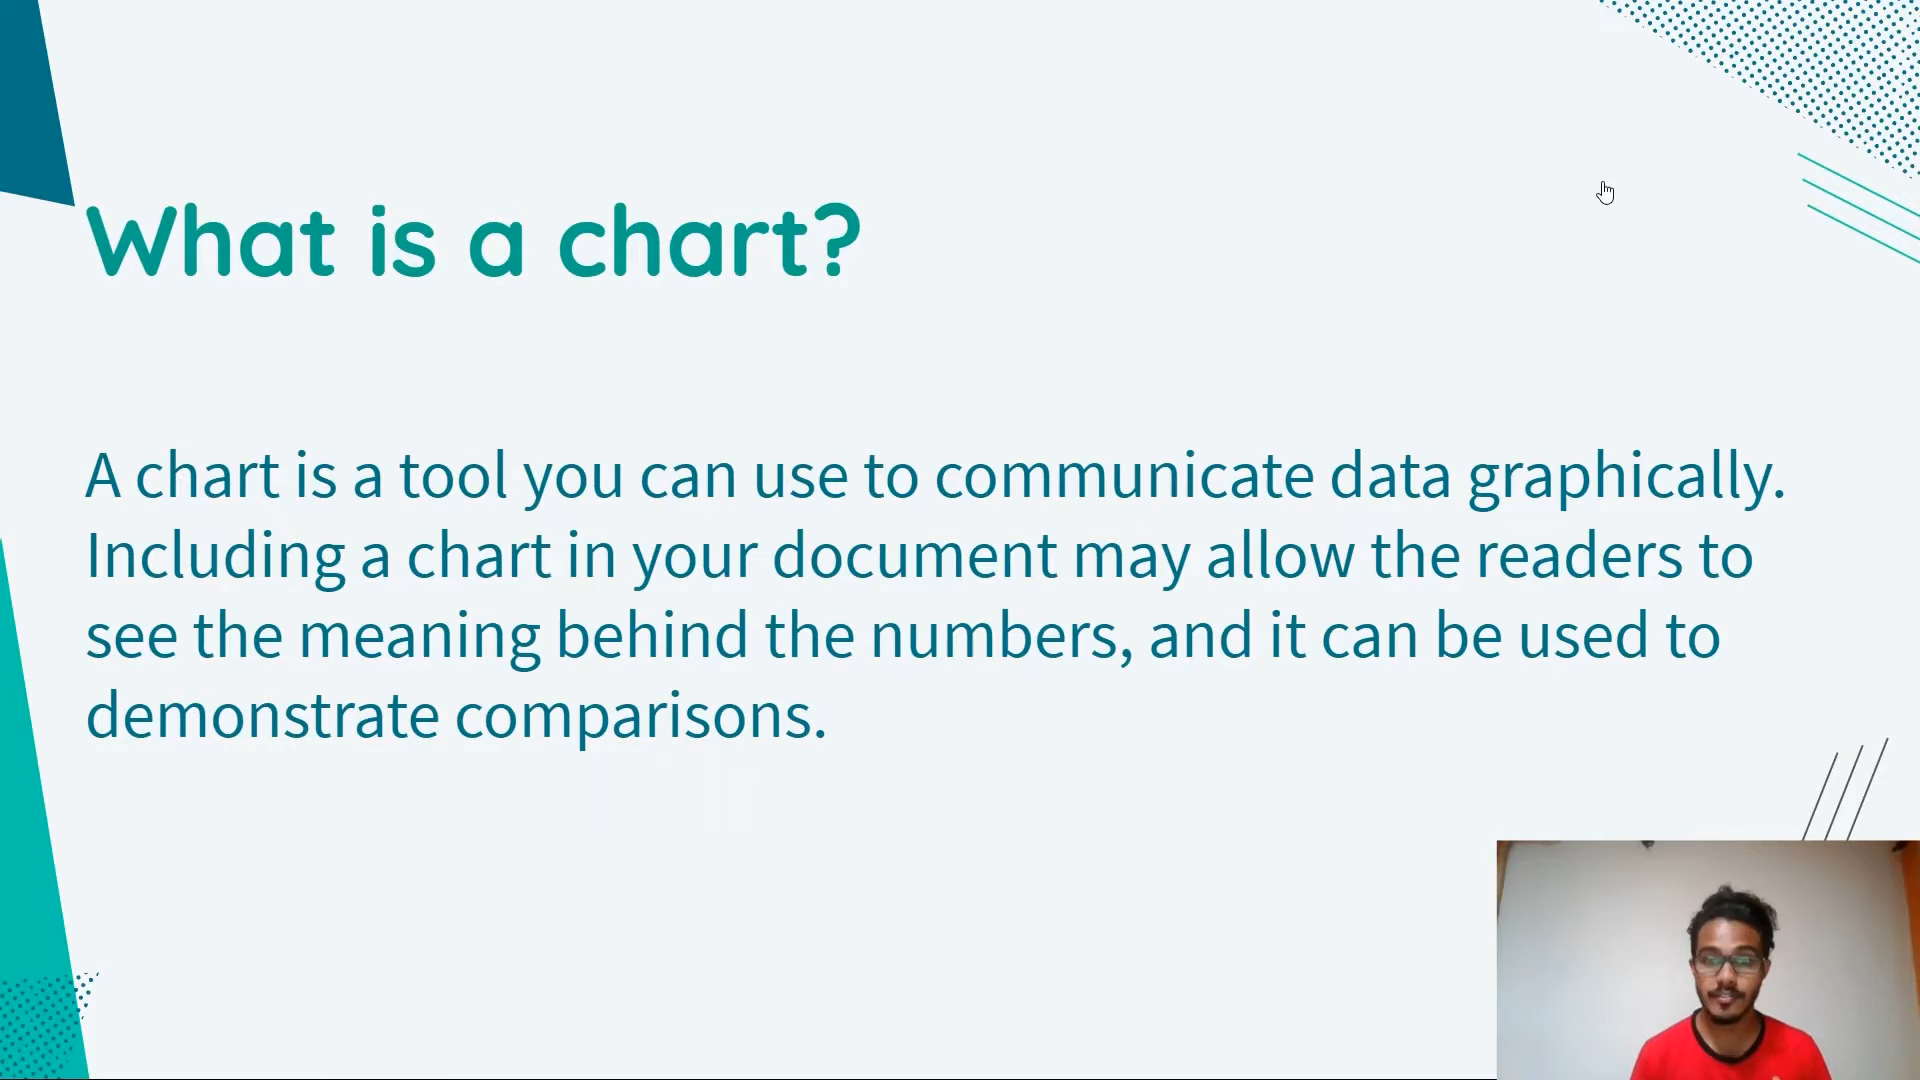 What is a chart?
A chart is a tool you can use to communicate data graphically.
Including a chart in your document may allow the readers to
see the meaning behind the numbers, and it can be used to
demonstrate comparisons.